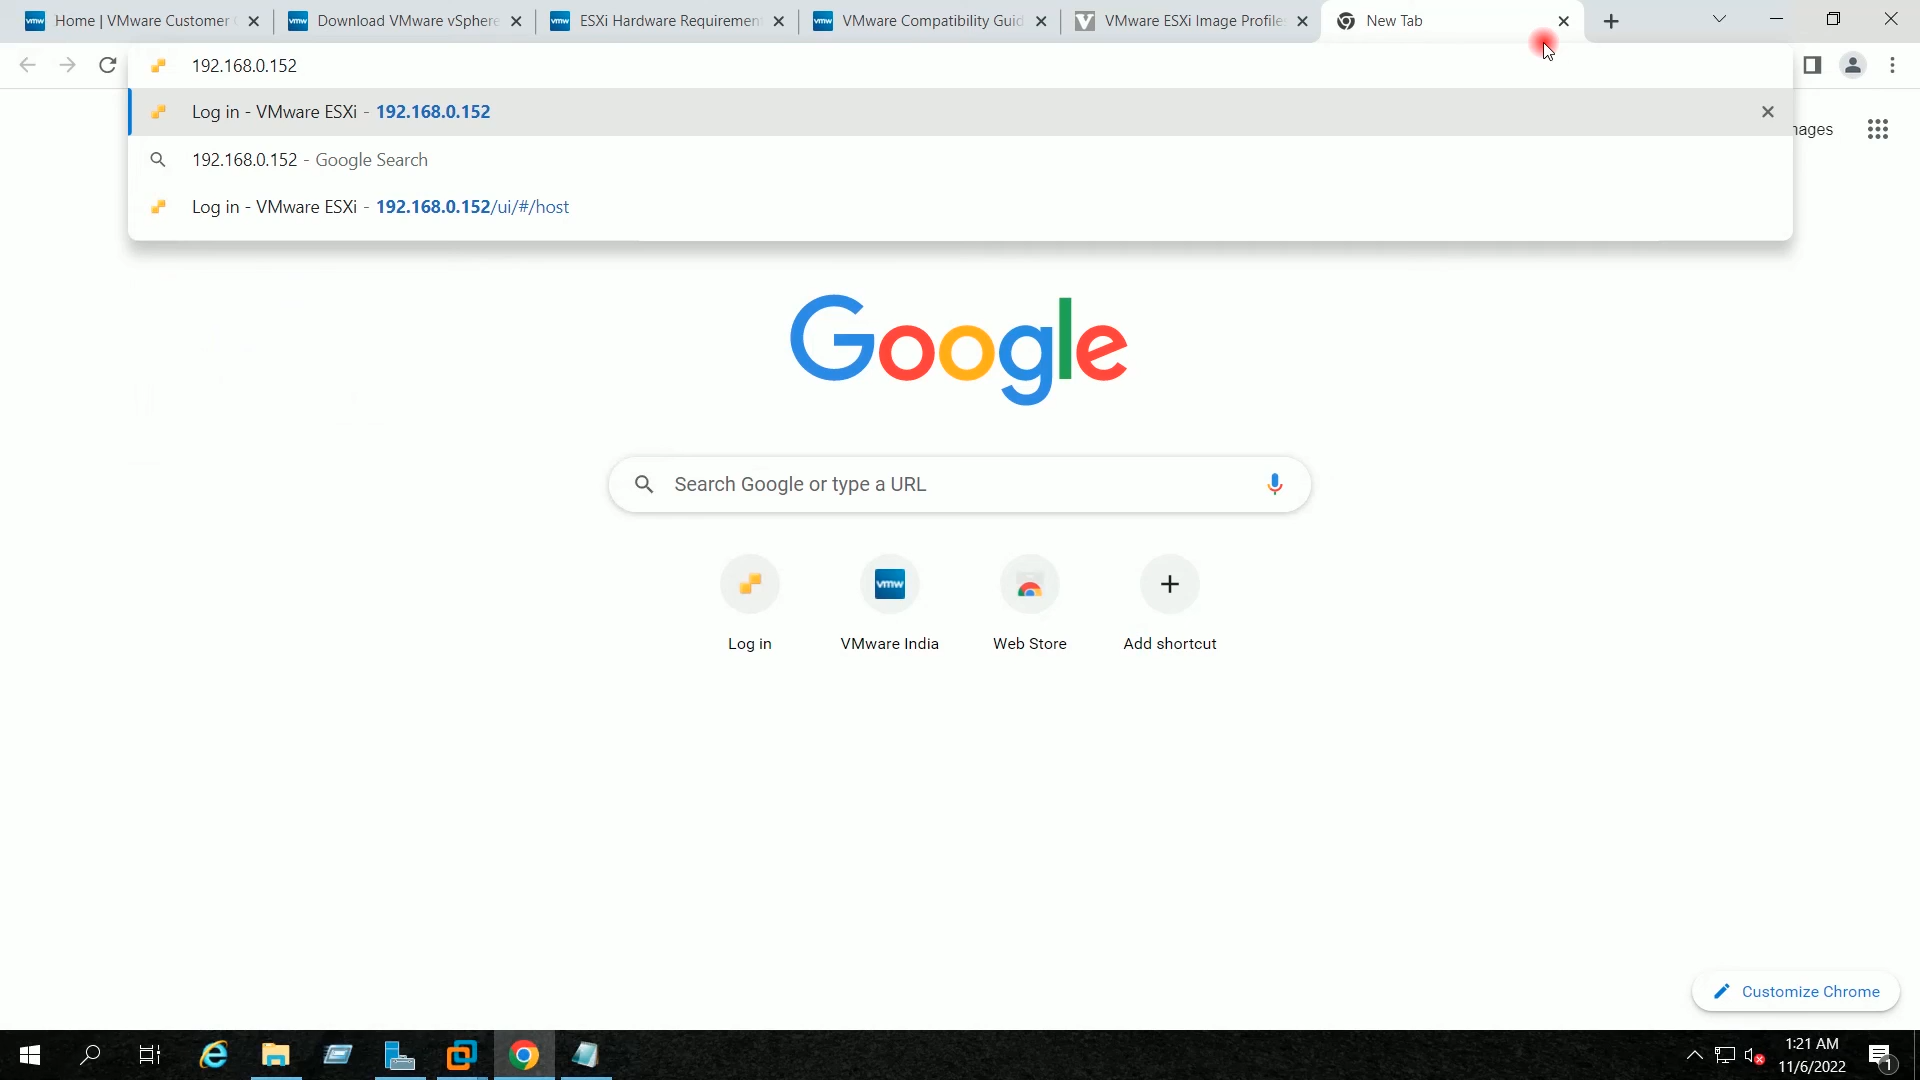 Home | VMware Customer
Download VMware vSphere
ESXi Hardware Requiremen
VMware Compatibility Guid
VMware ESXi Image Profile
New Tab
192.168.0.152
Log in - VMware ESXi - 192.168.0.152
192.168.0.152 - Google Search
Log in - VMware ESXi - 192.168.0.152/ui/#/host
ages
Google
Search Google or type a URL
vmw
Log in
VMware India
Web Store
Add shortcut
Customize Chrome
1:21 AM
11/6/2022
1